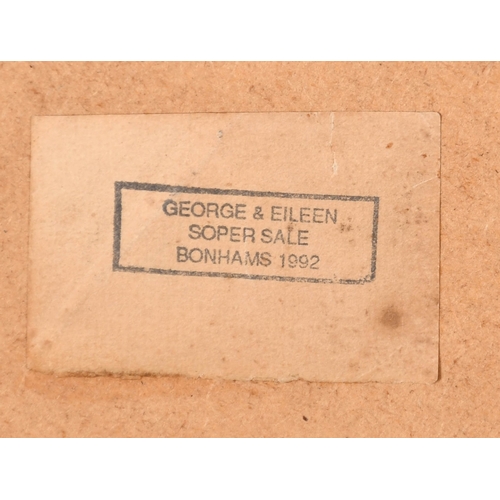 GEORGE & EILEEN
SOPER SALE
BONHAMS 1992